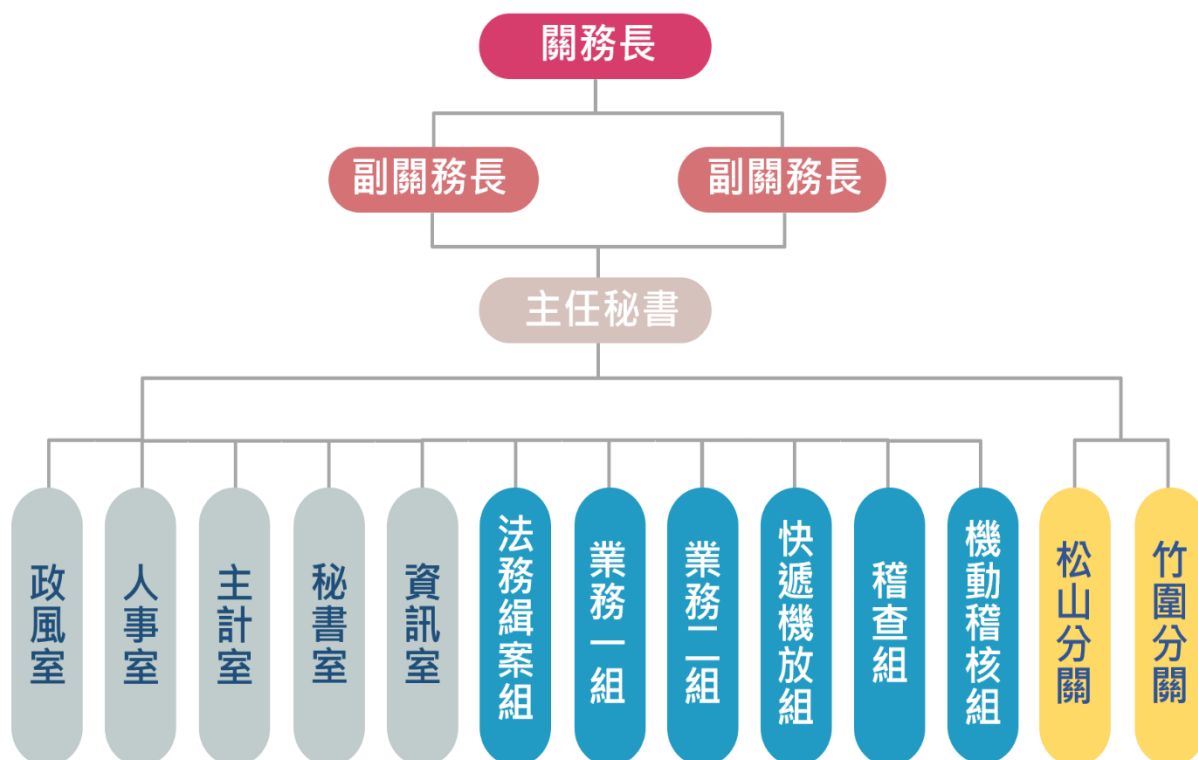 關務長
副關務長
副關務長
主任秘書
政風室
人事室
主計室
秘書室
資訊室
法務緝案組
業務一組
業務二組
快遞機放組
稽查組
機動稽核組
松山分關
竹圍分關